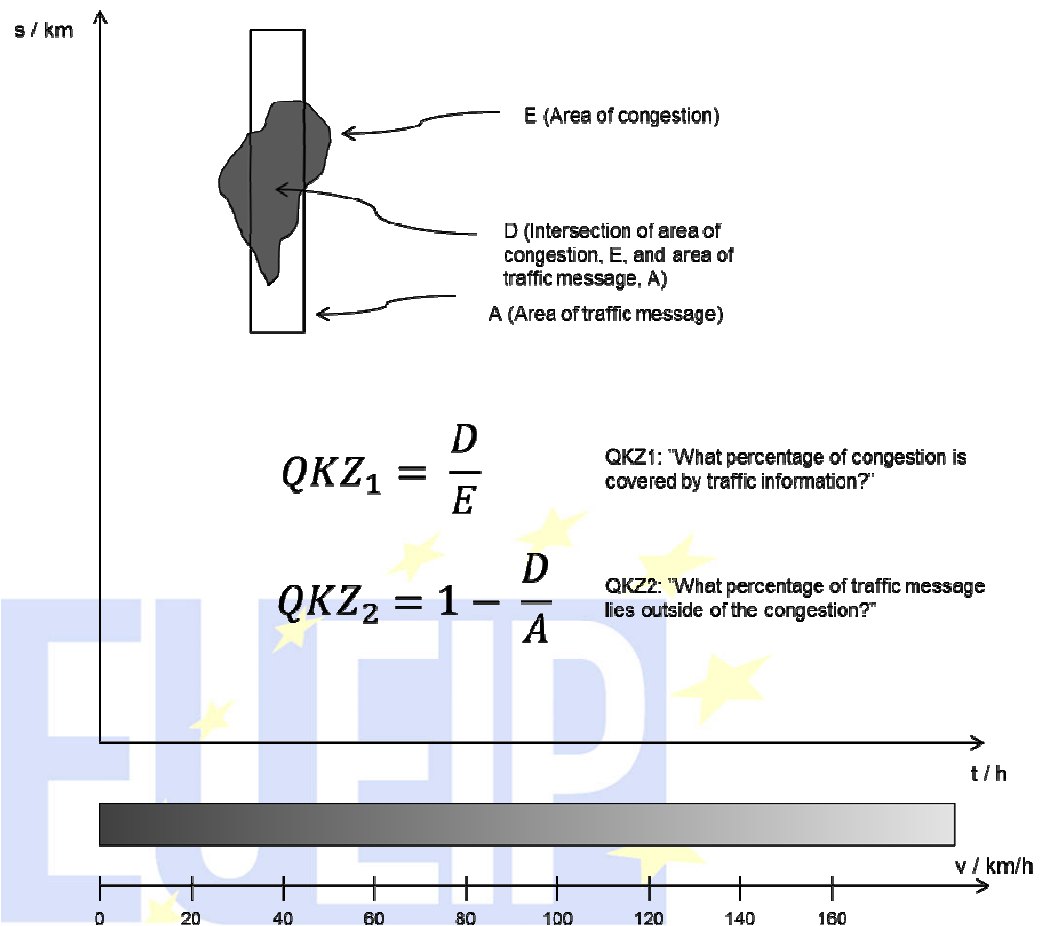 s / km
E (Area of congestion)
D (Intersection of area of
congestion, E, and area of
traffic message, A)
A (Area of traffic message)
QKZ₁ = D/E
QKZ1: "What percentage of congestion is
covered by traffic information?"
QKZ₂ = 1 − D/A
QKZ2: "What percentage of traffic message
lies outside of the congestion?"
EUEIP
t / h
v / km/h
0 20 40 60 80 100 120 140 160